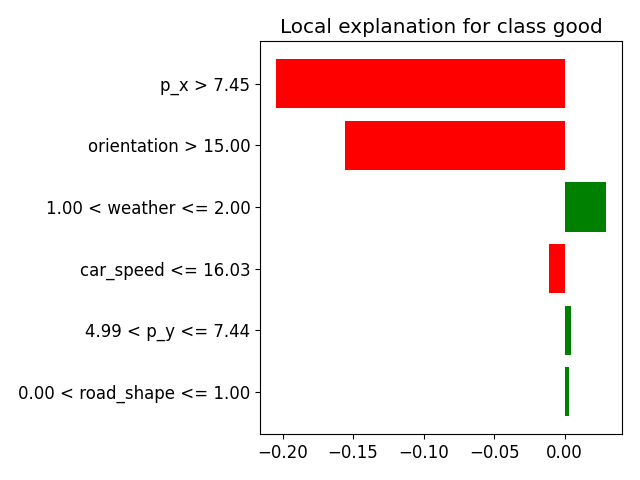 Local explanation for class good
p_x > 7.45
orientation > 15.00
1.00 < weather <= 2.00
car_speed <= 16.03
4.99 < p_y <= 7.44
0.00 < road_shape <= 1.00
−0.20 −0.15 −0.10 −0.05 0.00